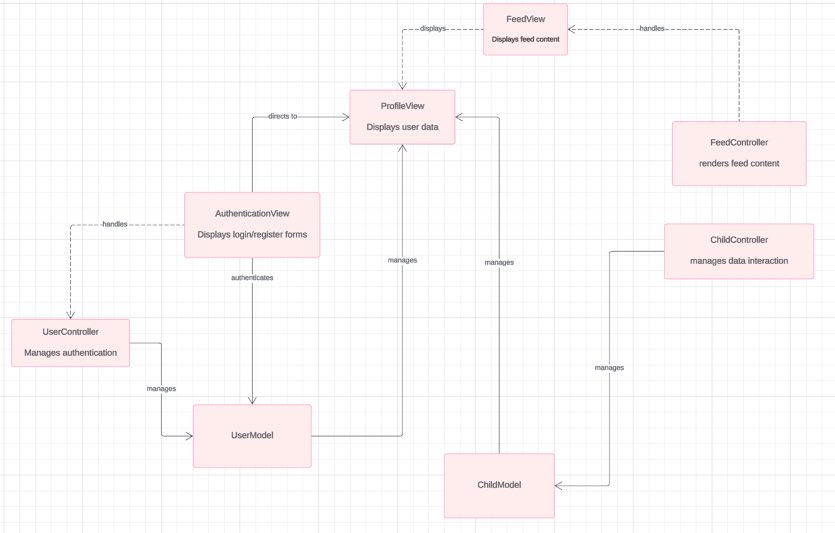 FeedView
Displays feed content
displays
handles
ProfileView
Displays user data
directs to
FeedController
renders feed content
AuthenticationView
Displays login/register forms
handles
ChildController
manages data interaction
manages
manages
authenticates
UserController
Manages authentication
manages
manages
UserModel
ChildModel